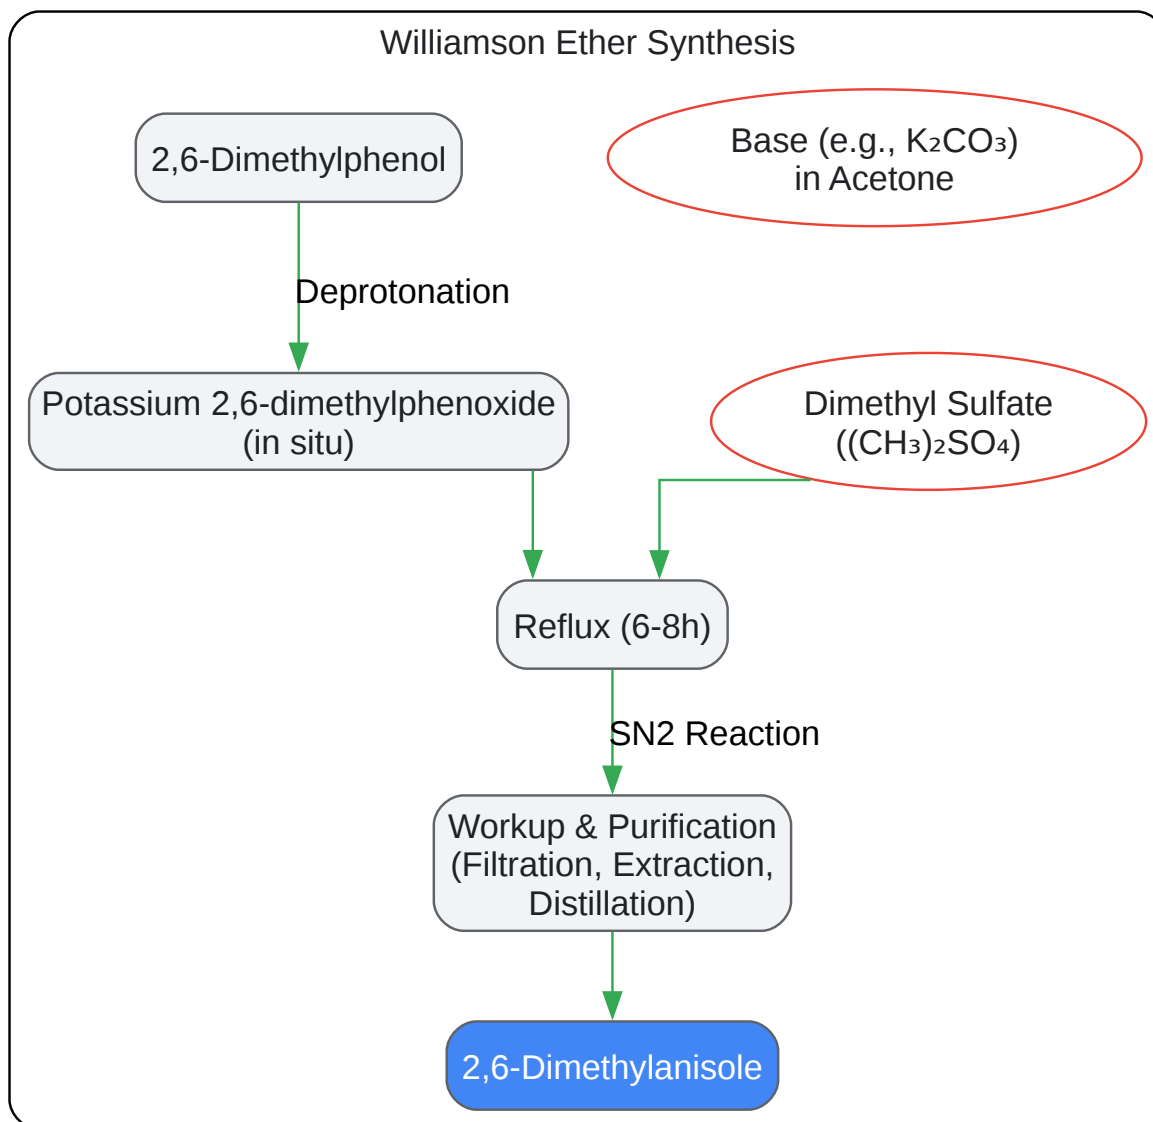 Williamson Ether Synthesis
2,6-Dimethylphenol
Base (e.g., K₂CO₃)
in Acetone
Deprotonation
Potassium 2,6-dimethylphenoxide
(in situ)
Dimethyl Sulfate
((CH₃)₂SO₄)
Reflux (6-8h)
SN2 Reaction
Workup & Purification
(Filtration, Extraction,
Distillation)
2,6-Dimethylanisole